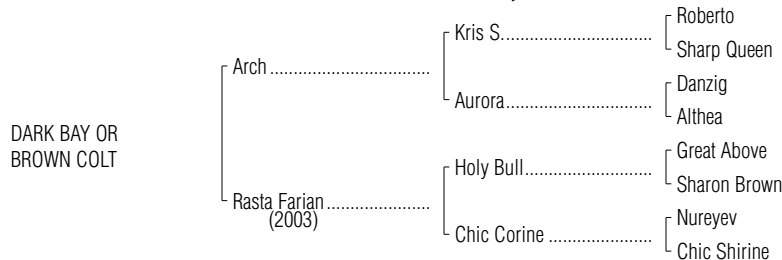 Roberto
Kris S.
Sharp Queen
Arch
Danzig
Aurora
Althea
DARK BAY OR
BROWN COLT
Great Above
Holy Bull
Sharon Brown
Rasta Farian
(2003)
Nureyev
Chic Corine
Chic Shirine